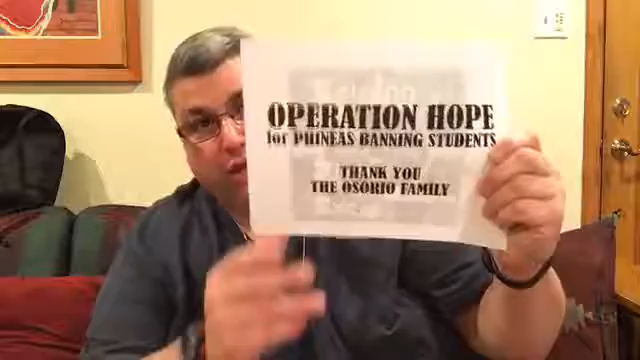 OPERATION HOPE
for PHINEAS BANNING STUDENTS
THANK YOU
THE OSORIO FAMILY